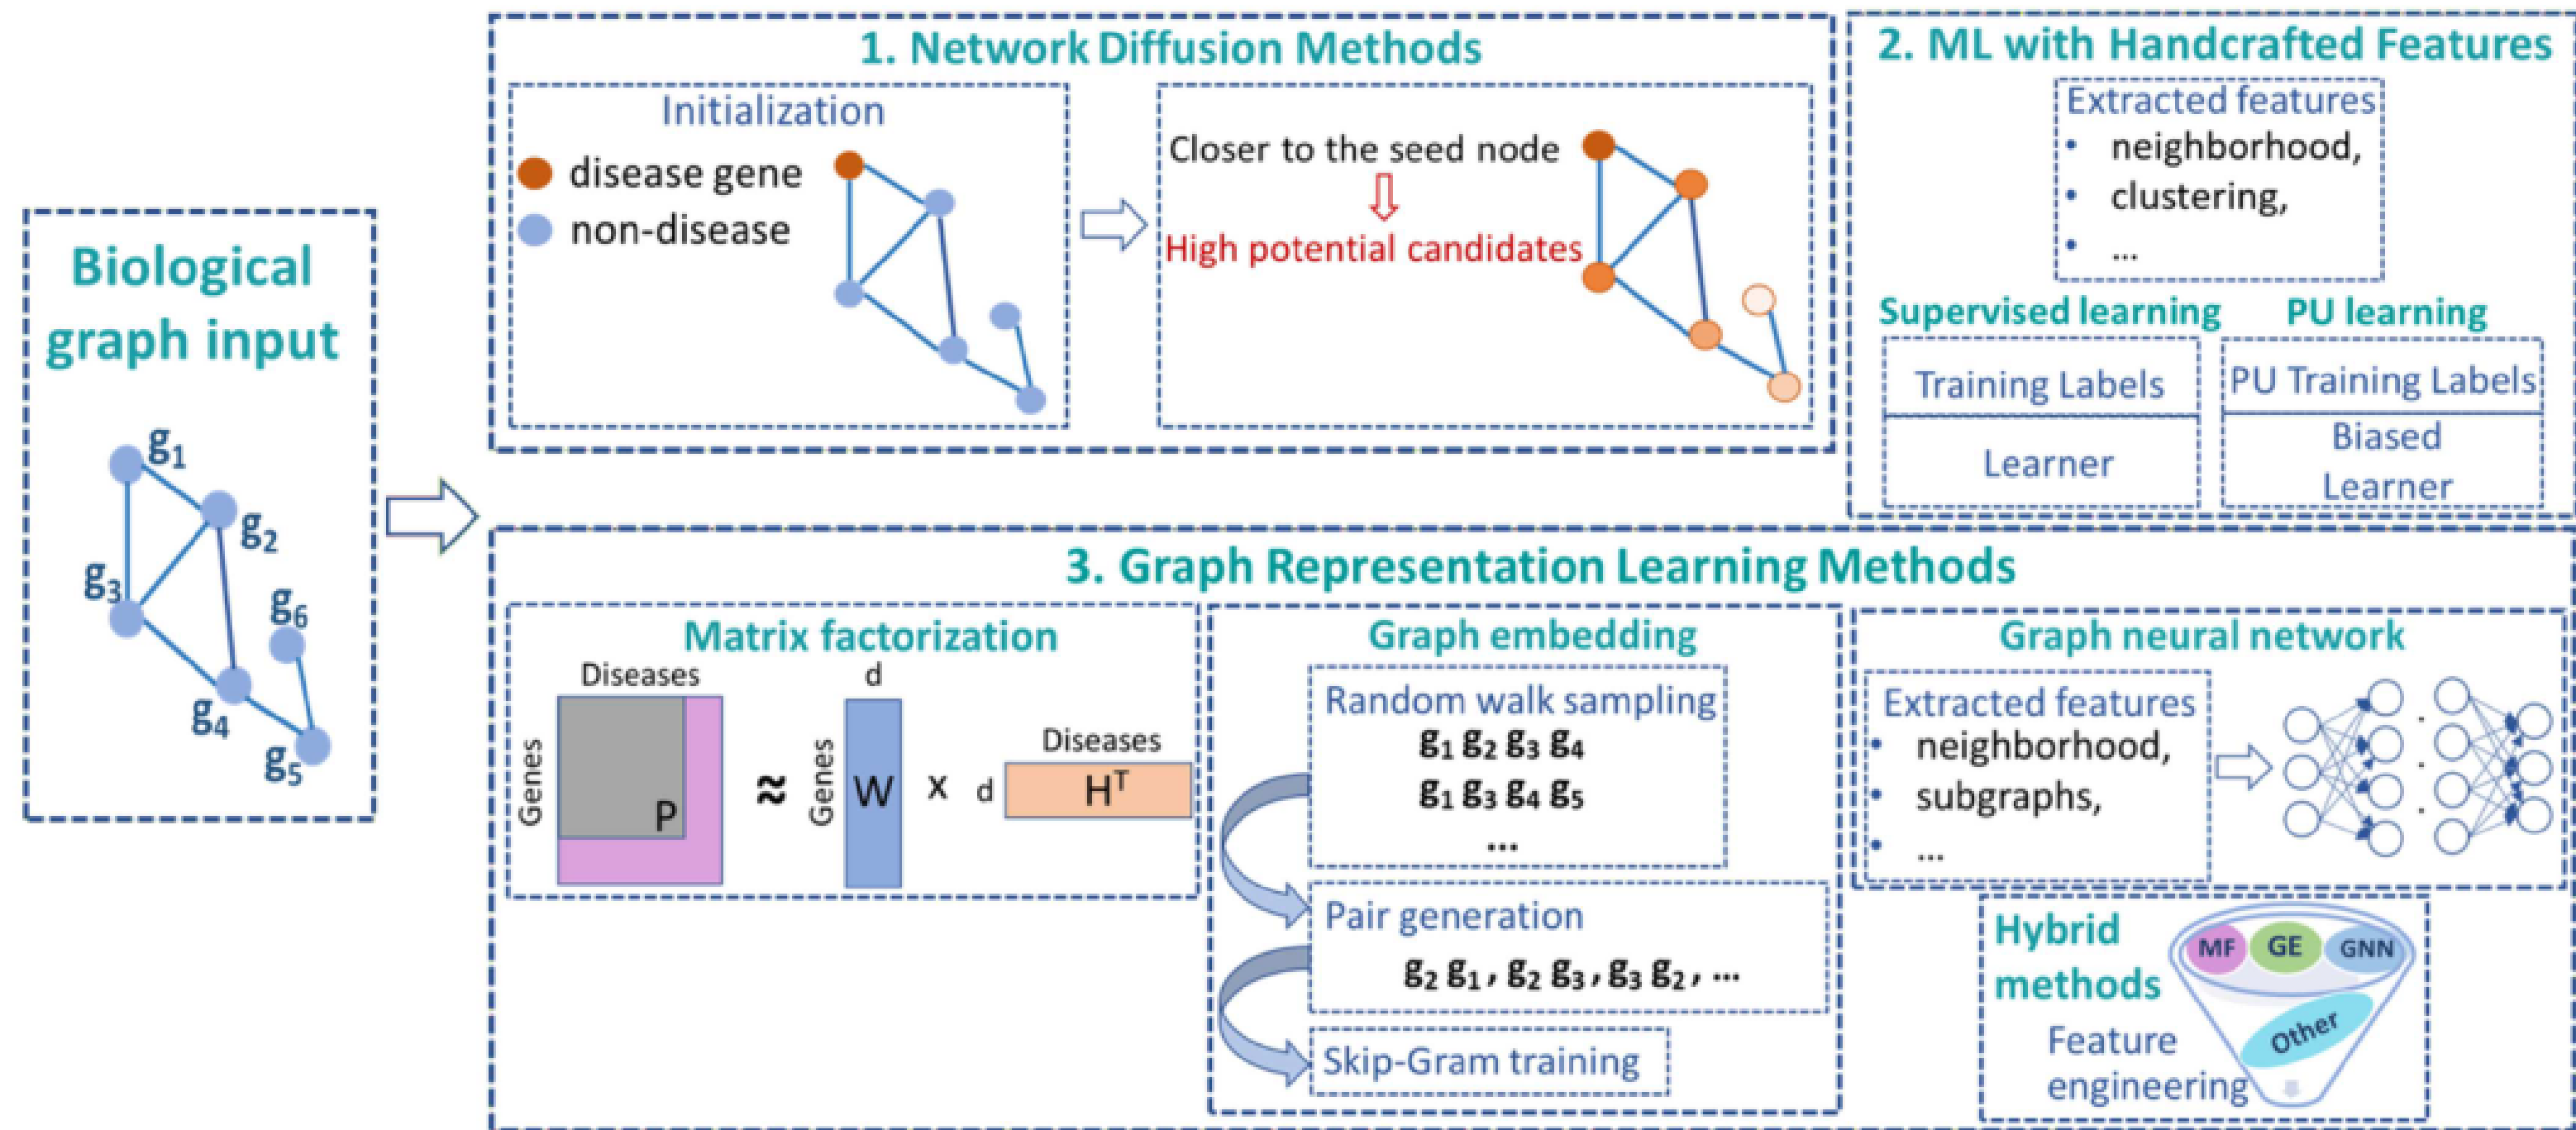 Biological
graph input
g1
g2
g3
g6
g4
g5
1. Network Diffusion Methods
Initialization
disease gene
non-disease
Closer to the seed node
High potential candidates
2. ML with Handcrafted Features
Extracted features
• neighborhood,
• clustering,
• ...
Supervised learning
Training Labels
Learner
PU learning
PU Training Labels
Biased
Learner
3. Graph Representation Learning Methods
Matrix factorization
Diseases
Genes
P
≈
d
Genes
W
x
Diseases
d
Hᵀ
Graph embedding
Random walk sampling
g1 g2 g3 g4
g1 g3 g4 g5
...
Pair generation
g2 g1, g2 g3, g3 g2, ...
Skip-Gram training
Graph neural network
Extracted features
• neighborhood,
• subgraphs,
• ...
Hybrid
methods
Feature
engineering
MF GE GNN
Other